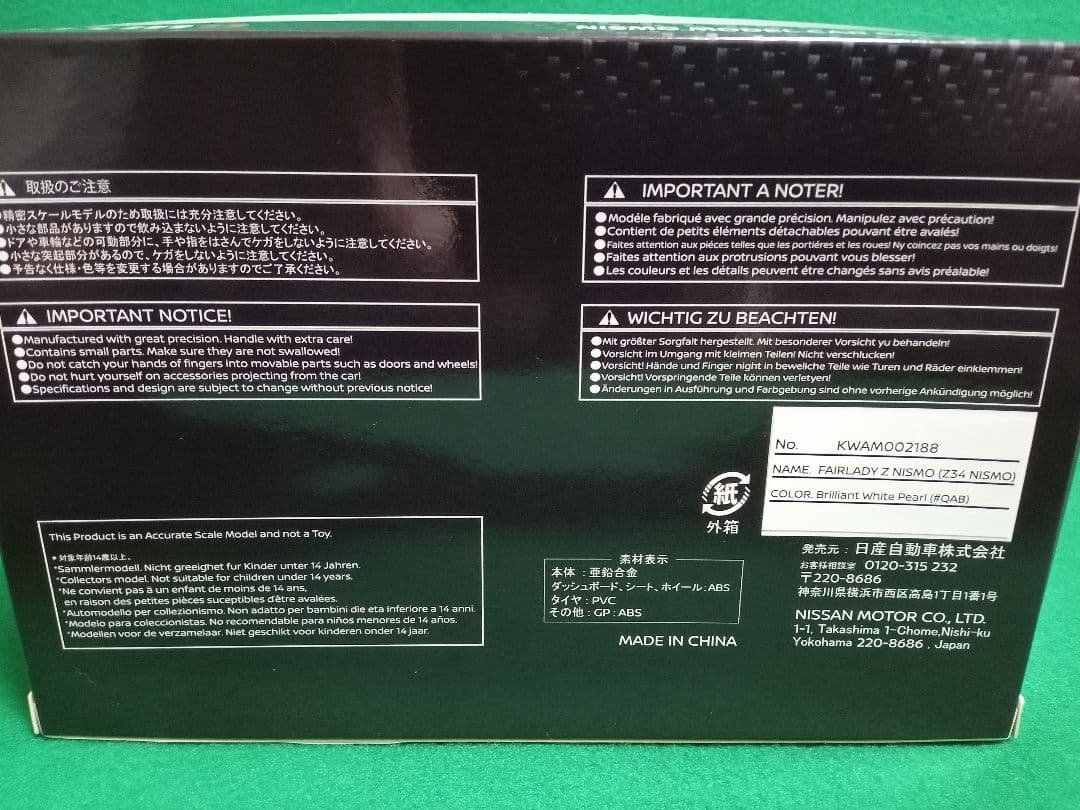 NISMO MODEL CAR
取扱のご注意
●精密スケールモデルのため取扱には充分注意してください。
●小さな部品がありますので飲み込まないように注意してください。
●ドアや車輪などの可動部分に、手や指をはさんでケガをしないように注意してください。
●小さな突起部分があるので、ケガをしないように注意してください。
●予告なく仕様・色等を変更する場合がありますのでご了承ください。
IMPORTANT NOTICE!
●Manufactured with great precision. Handle with extra care!
●Contains small parts. Make sure they are not swallowed!
●Do not catch your hands of fingers into movable parts such as doors and wheels!
●Do not hurt yourself on accessories projecting from the car!
●Specifications and design are subject to change without previous notice!
IMPORTANT A NOTER!
●Modéle fabriqué avec grande précision. Manipulez avec précaution!
●Contient de petits éléments détachables pouvant étre avalés!
●Faites attention aux piéces telles que les portiéres et les roues! Ny coincez pas vos mains ou doigts!
●Faites attention aux protrusions pouvant vous blesser!
●Les couleurs et les détails peuvent étre changés sans avis préalable!
WICHTIG ZU BEACHTEN!
●Mit größter Sorgfalt hergestellt. Mit besonderer Vorsicht yu behandeln!
●Vorsicht im Umgang mit kleimen Teilen! Nicht verschlucken!
●Vorsicht! Hände und Finger night in beweliche Teile wie Turen und Räder einklemmen!
●Vorsicht! Vorspringende Teile können verletyen!
●Änderungen in Ausführung und Farbgebung sind ohne vorherige Ankündigung möglich!
No. KWAM002188
NAME. FAIRLADY Z NISMO (Z34 NISMO)
COLOR. Brilliant White Pearl (#QAB)
紙
外箱
This Product is an Accurate Scale Model and not a Toy.
*対象年齢14歳以上。
*Sammlermodell. Nicht greeighet fur Kinder unter 14 Jahren.
*Collectors model. Not suitable for children under 14 years.
*Ne convient pas à un enfant de moins de 14 ans,
en raison des petites pièces suceptibles d'être avalées.
*Automodello per collezionismo. Non adatto per bambini die eta inferiore a 14 anni.
*Modelo para coleccionistas. No recomendable para niños menores de 14 años.
*Modellen voor de verzamelaar. Niet geschikt voor kinderen onder 14 jaar.
素材表示
本体：亜鉛合金
ダッシュボード、シート、ホイール：ABS
タイヤ：PVC
その他：GP：ABS
MADE IN CHINA
発売元：日産自動車株式会社
お客様相談室 0120-315 232
〒220-8686
神奈川県横浜市西区高島1丁目1番1号
NISSAN MOTOR CO., LTD.
1-1, Takashima 1-Chome,Nishi-ku
Yokohama 220-8686 , Japan